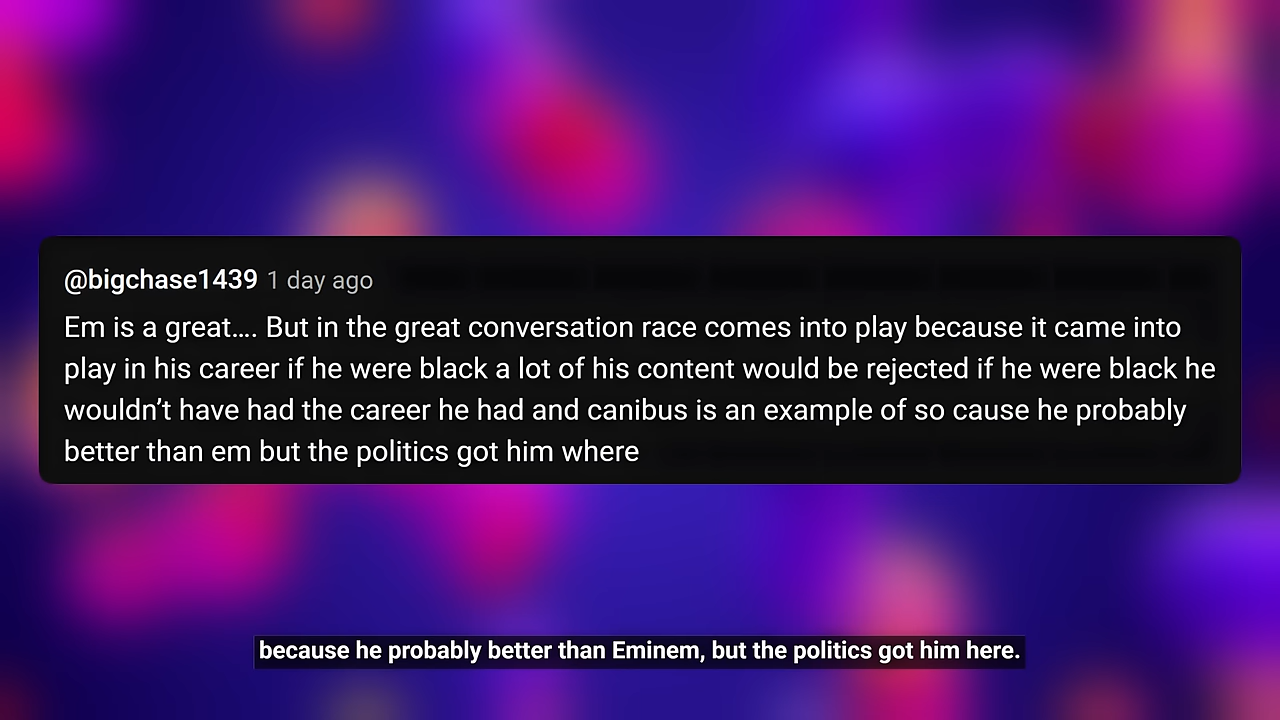 @bigchase1439 1 day ago
Em is a great.... But in the great conversation race comes into play because it came into
play in his career if he were black a lot of his content would be rejected if he were black he
wouldn’t have had the career he had and canibus is an example of so cause he probably
better than em but the politics got him where
because he probably better than Eminem, but the politics got him here.